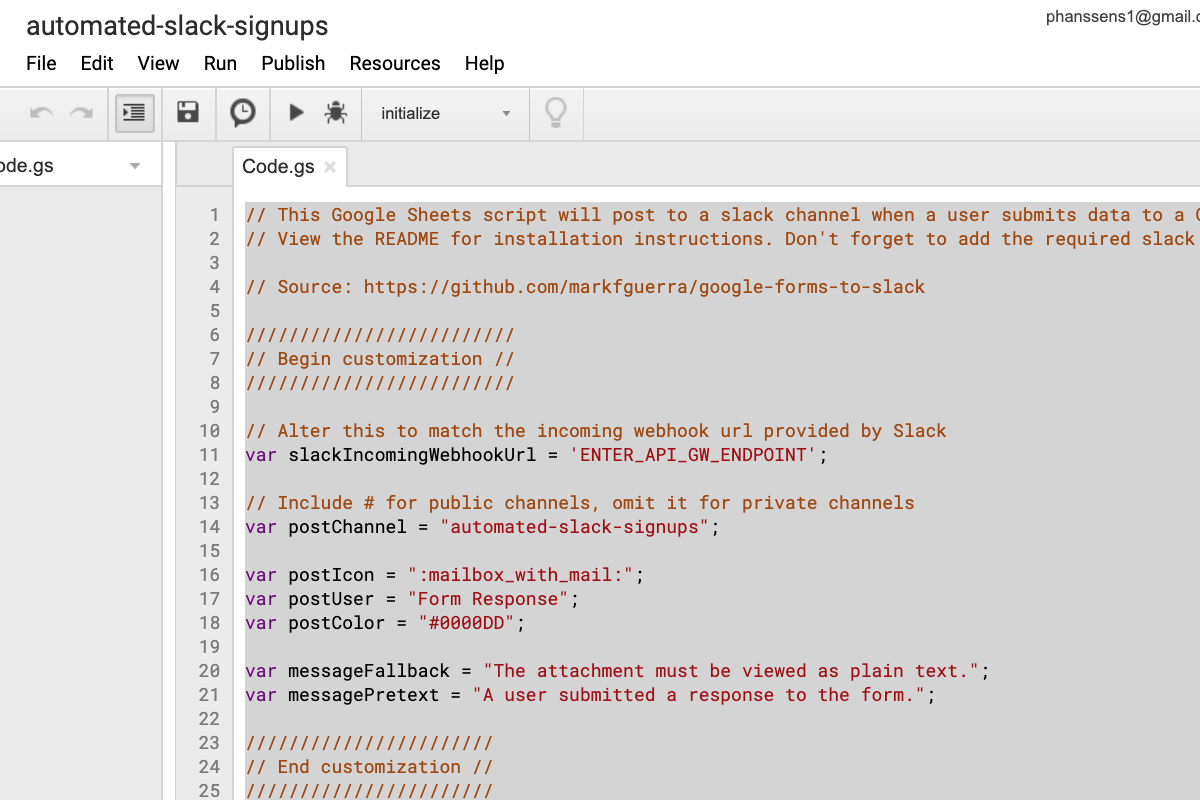 automated-slack-signups
phanssens1@gmail.c
File Edit View Run Publish Resources Help
initialize
ode.gs
Code.gs
1 // This Google Sheets script will post to a slack channel when a user submits data to a
2 // View the README for installation instructions. Don't forget to add the required slack
3
4 // Source: https://github.com/markfguerra/google-forms-to-slack
5
6 /////////////////////////
7 // Begin customization //
8 /////////////////////////
9
10 // Alter this to match the incoming webhook url provided by Slack
11 var slackIncomingWebhookUrl = 'ENTER_API_GW_ENDPOINT';
12
13 // Include # for public channels, omit it for private channels
14 var postChannel = "automated-slack-signups";
15
16 var postIcon = ":mailbox_with_mail:";
17 var postUser = "Form Response";
18 var postColor = "#0000DD";
19
20 var messageFallback = "The attachment must be viewed as plain text.";
21 var messagePretext = "A user submitted a response to the form.";
22
23 ///////////////////////
24 // End customization //
25 ///////////////////////